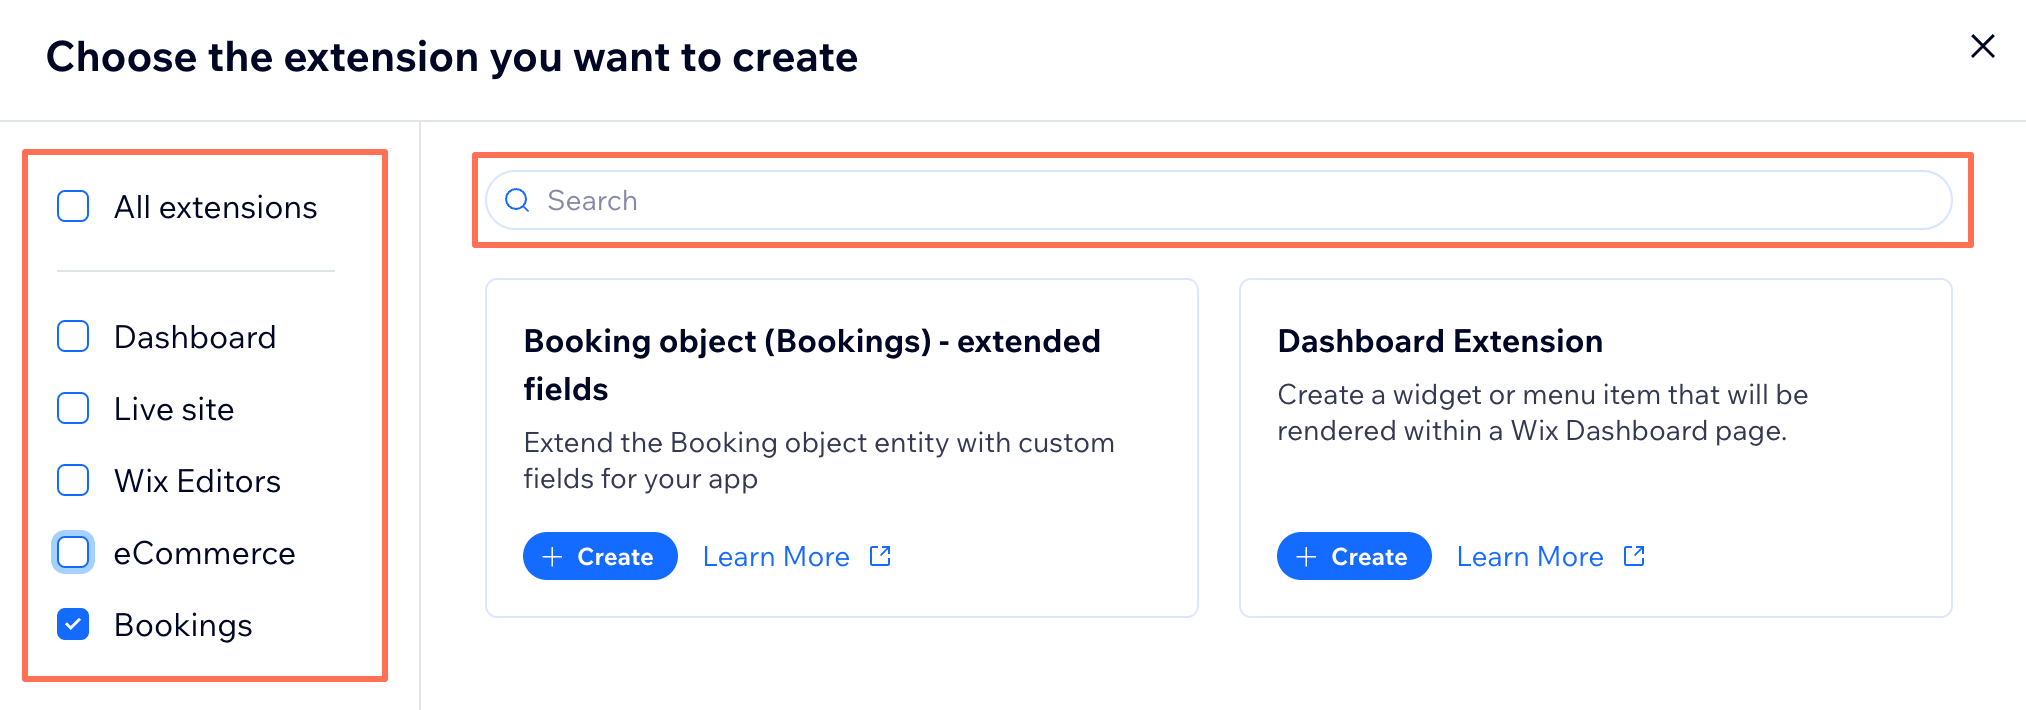 Choose the extension you want to create
All extensions
Dashboard
Live site
Wix Editors
eCommerce
Bookings
Search
Booking object (Bookings) - extended
fields
Extend the Booking object entity with custom
fields for your app
Create
Learn More
Dashboard Extension
Create a widget or menu item that will be
rendered within a Wix Dashboard page.
Create
Learn More